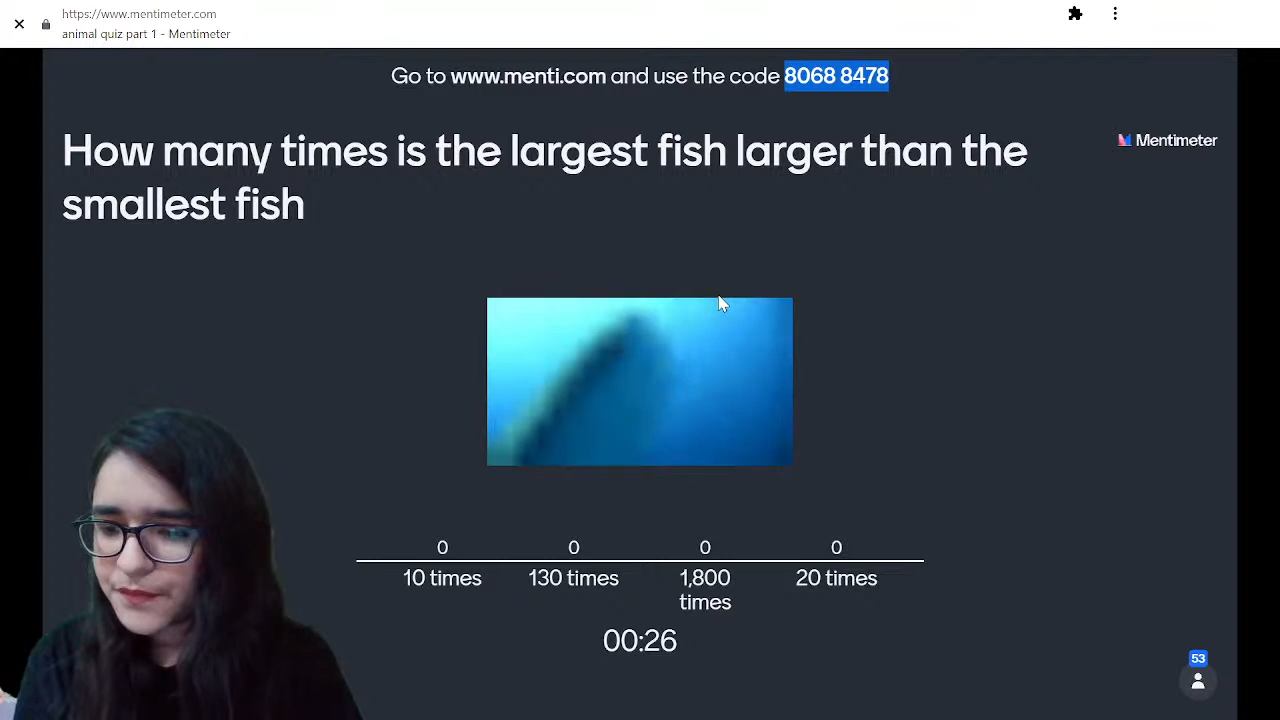 https://www.mentimeter.com
animal quiz part 1 - Mentimeter
Go to www.menti.com and use the code 8068 8478
How many times is the largest fish larger than the
smallest fish
Mentimeter
0 0 0 0
10 times 130 times 1,800 times 20 times
00:26
53